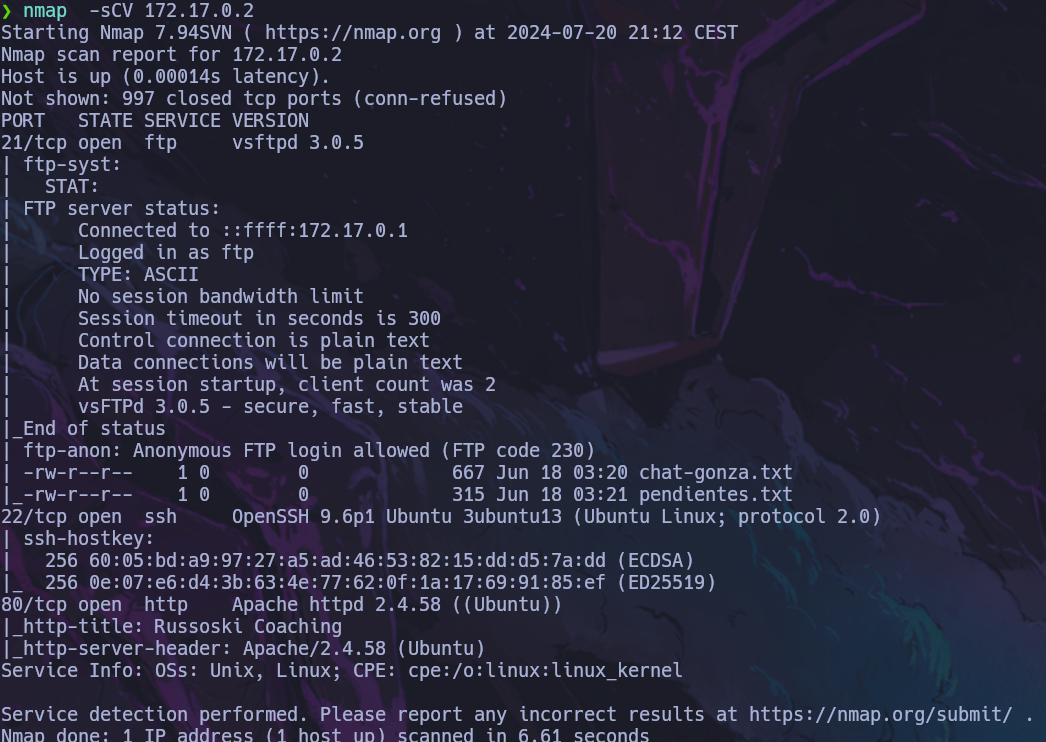 ❯ nmap  -sCV 172.17.0.2
Starting Nmap 7.94SVN ( https://nmap.org ) at 2024-07-20 21:12 CEST
Nmap scan report for 172.17.0.2
Host is up (0.00014s latency).
Not shown: 997 closed tcp ports (conn-refused)
PORT   STATE SERVICE VERSION
21/tcp open  ftp     vsftpd 3.0.5
| ftp-syst:
|   STAT:
| FTP server status:
|      Connected to ::ffff:172.17.0.1
|      Logged in as ftp
|      TYPE: ASCII
|      No session bandwidth limit
|      Session timeout in seconds is 300
|      Control connection is plain text
|      Data connections will be plain text
|      At session startup, client count was 2
|      vsFTPd 3.0.5 - secure, fast, stable
|_End of status
| ftp-anon: Anonymous FTP login allowed (FTP code 230)
| -rw-r--r--    1 0        0             667 Jun 18 03:20 chat-gonza.txt
|_-rw-r--r--    1 0        0             315 Jun 18 03:21 pendientes.txt
22/tcp open  ssh     OpenSSH 9.6p1 Ubuntu 3ubuntu13 (Ubuntu Linux; protocol 2.0)
| ssh-hostkey:
|   256 60:05:bd:a9:97:27:a5:ad:46:53:82:15:dd:d5:7a:dd (ECDSA)
|_  256 0e:07:e6:d4:3b:63:4e:77:62:0f:1a:17:69:91:85:ef (ED25519)
80/tcp open  http    Apache httpd 2.4.58 ((Ubuntu))
|_http-title: Russoski Coaching
|_http-server-header: Apache/2.4.58 (Ubuntu)
Service Info: OSs: Unix, Linux; CPE: cpe:/o:linux:linux_kernel

Service detection performed. Please report any incorrect results at https://nmap.org/submit/ .
Nmap done: 1 IP address (1 host up) scanned in 6.61 seconds